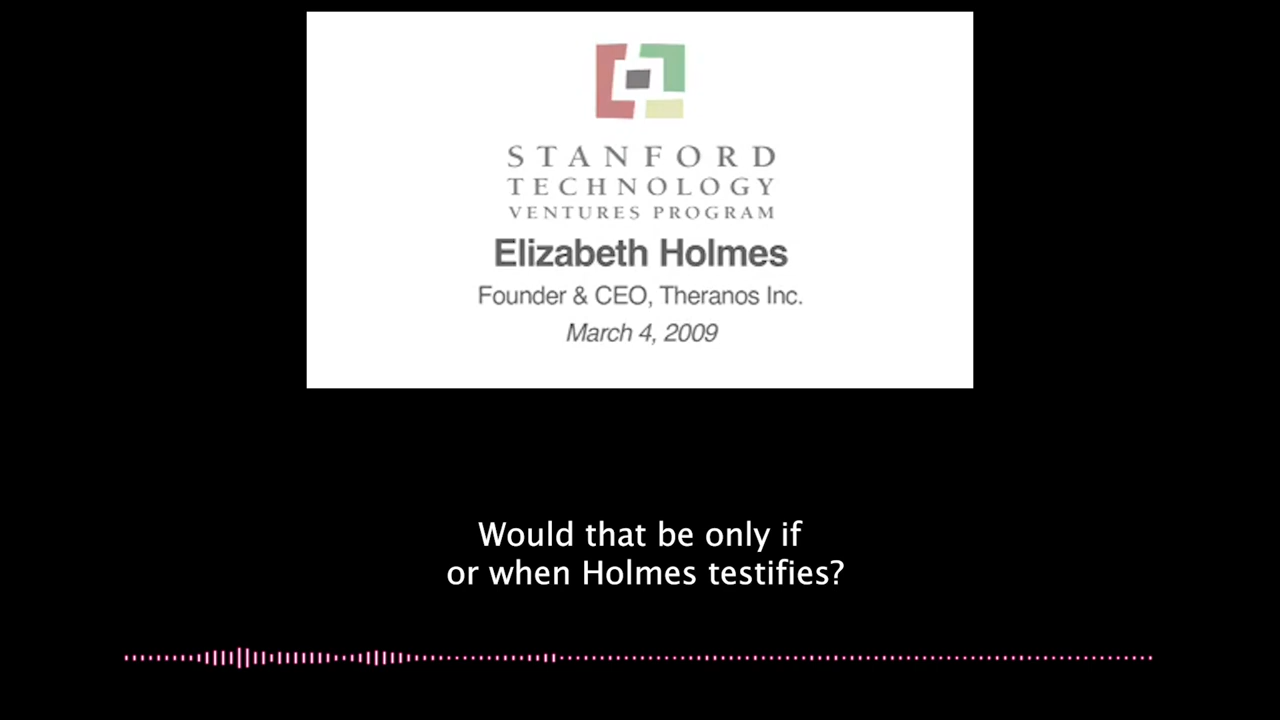 STANFORD
TECHNOLOGY
VENTURES PROGRAM
Elizabeth Holmes
Founder & CEO, Theranos Inc.
March 4, 2009
Would that be only if
or when Holmes testifies?